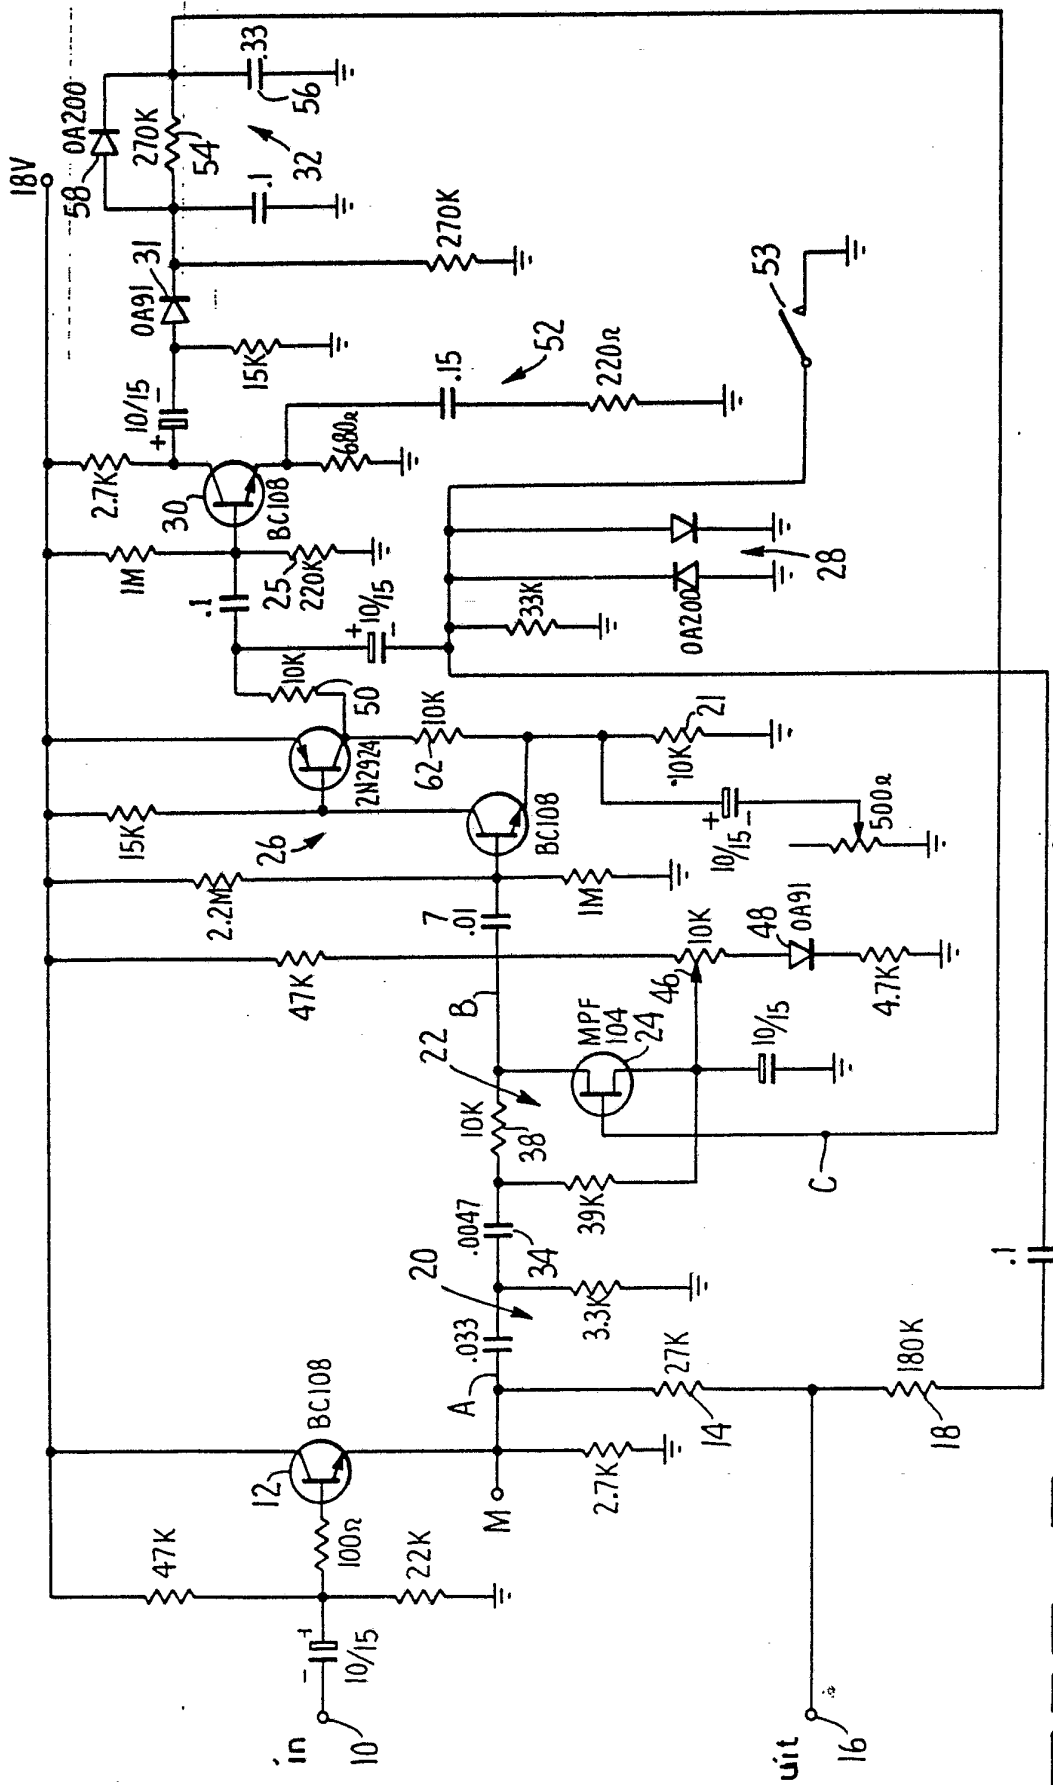 in
10
10/15
-
+
47K
22K
100Ω
12
BC108
M
2.7K
A
14
27K
uit
16
18
180K
.1
20
.033
3.3K
.0047
34
39K
10K
38
22
B
MPF
104
24
C
10/15
47K
46
10K
48
OA91
4.7K
7
.01
2.2M
1M
26
15K
BC108
2N2924
62
10K
10/15
+
-
500Ω
10K
21
50
10K
.1
10/15
+
-
33K
OA200
28
1M
25
220K
30
BC108
2.7K
680Ω
10/15
+
-
.15
220Ω
52
53
15K
OA91
31
270K
18V
.1
32
58
OA200
270K
54
.33
56